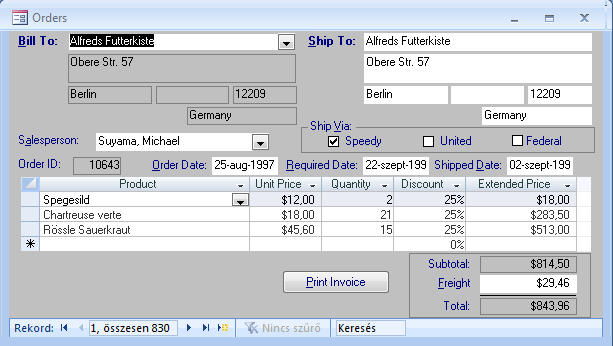 Orders
Bill To: Alfreds Futterkiste Ship To: Alfreds Futterkiste
Obere Str. 57 Obere Str. 57
Berlin 12209 Berlin 12209
Germany Germany
Ship Via:
Salesperson: Suyama, Michael Speedy United Federal
Order ID: 10643 Order Date: 25-aug-1997 Required Date: 22-szept-199 Shipped Date: 02-szept-199
Product Unit Price Quantity Discount Extended Price
Spegesild $12,00 2 25% $18,00
Chartreuse verte $18,00 21 25% $283,50
Rössle Sauerkraut $45,60 15 25% $513,00
0%
Subtotal: $814,50
Print Invoice Freight $29,46
Total: $843,96
Rekord: 1, összesen 830 Nincs szűrő Keresés